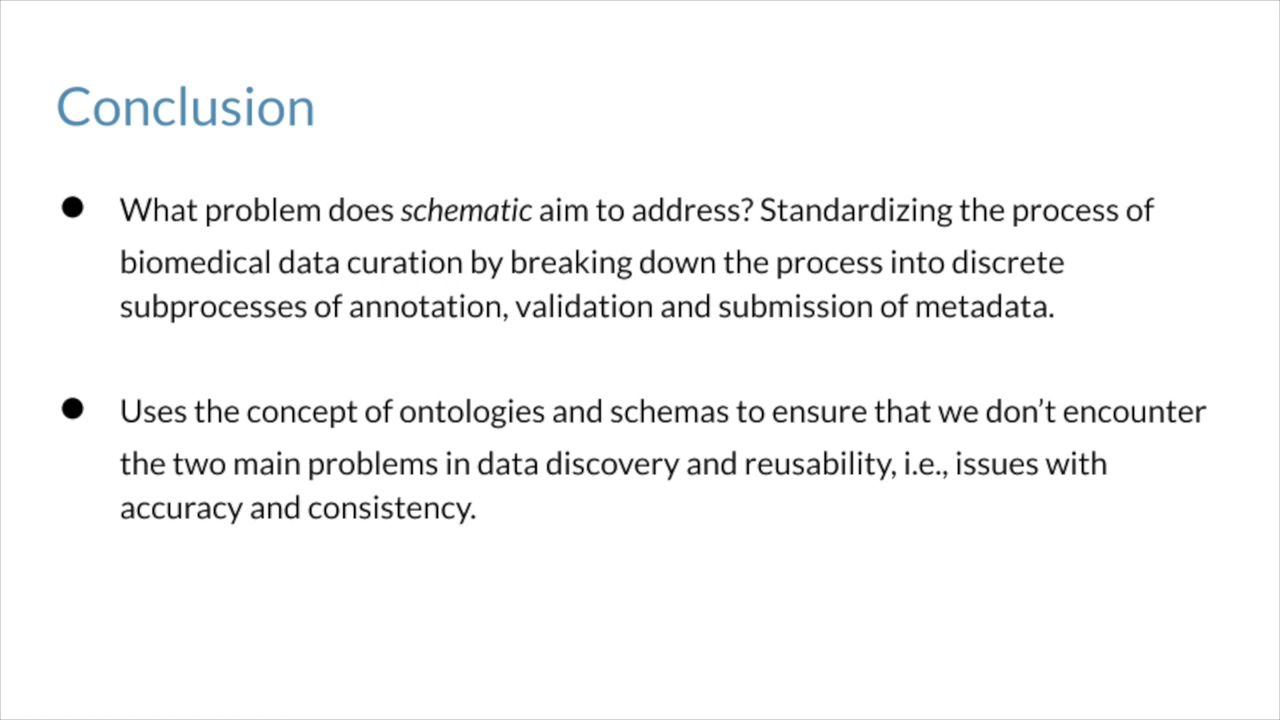 Conclusion
● What problem does schematic aim to address? Standardizing the process of
biomedical data curation by breaking down the process into discrete
subprocesses of annotation, validation and submission of metadata.
● Uses the concept of ontologies and schemas to ensure that we don’t encounter
the two main problems in data discovery and reusability, i.e., issues with
accuracy and consistency.